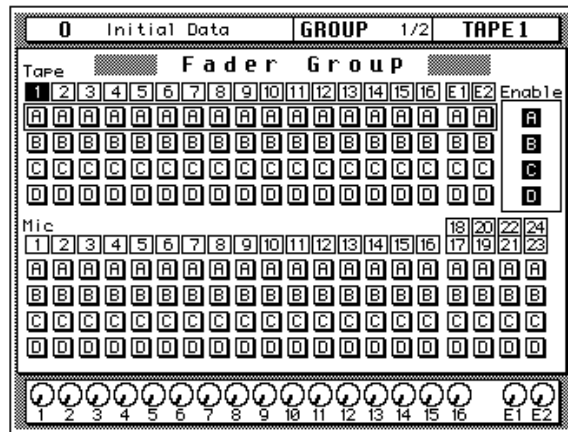 0 Initial Data GROUP 1/2 TAPE1
Fader Group
Tape
1 2 3 4 5 6 7 8 9 10 11 12 13 14 15 16 E1 E2 Enable
A A A A A A A A A A A A A A A A A A A
B B B B B B B B B B B B B B B B B B B
C C C C C C C C C C C C C C C C C C C
D D D D D D D D D D D D D D D D D D D
Mic 18 20 22 24
1 2 3 4 5 6 7 8 9 10 11 12 13 14 15 16 17 19 21 23
A A A A A A A A A A A A A A A A A A A A
B B B B B B B B B B B B B B B B B B B B
C C C C C C C C C C C C C C C C C C C C
D D D D D D D D D D D D D D D D D D D D
1 2 3 4 5 6 7 8 9 10 11 12 13 14 15 16 E1 E2